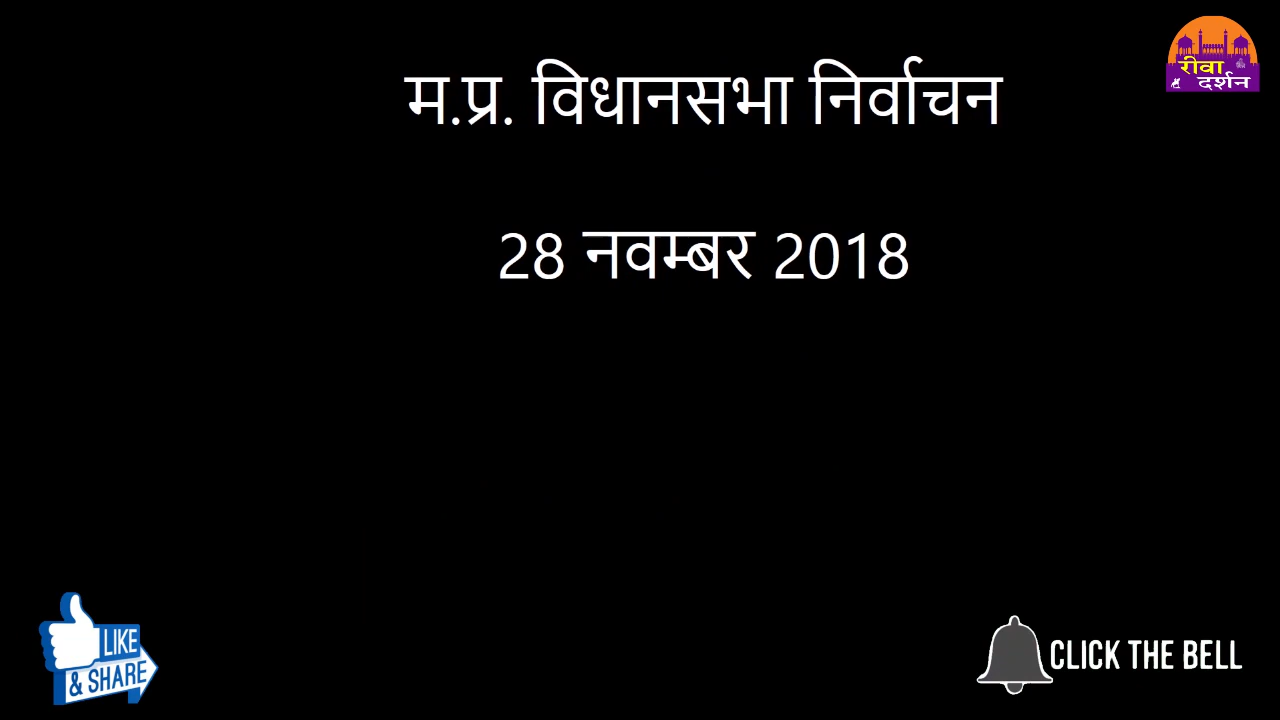 रीवा
दर्शन
म.प्र. विधानसभा निर्वाचन
28 नवम्बर 2018
LIKE
& SHARE
CLICK THE BELL